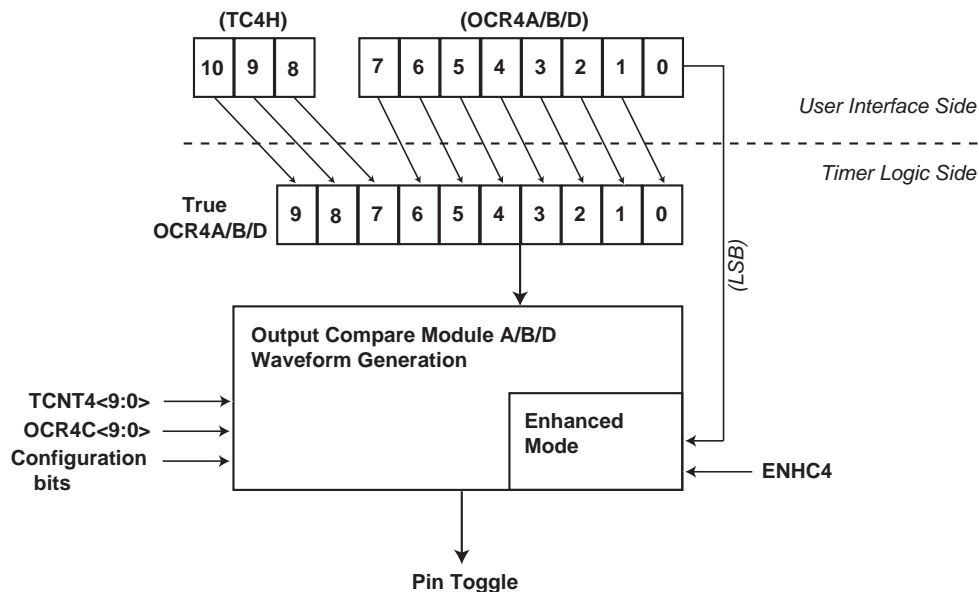 (TC4H) (OCR4A/B/D)
10 9 8 7 6 5 4 3 2 1 0
User Interface Side
Timer Logic Side
True
OCR4A/B/D
9 8 7 6 5 4 3 2 1 0
(LSB)
Output Compare Module A/B/D
Waveform Generation
TCNT4<9:0>
OCR4C<9:0>
Configuration
bits
Enhanced
Mode
ENHC4
Pin Toggle